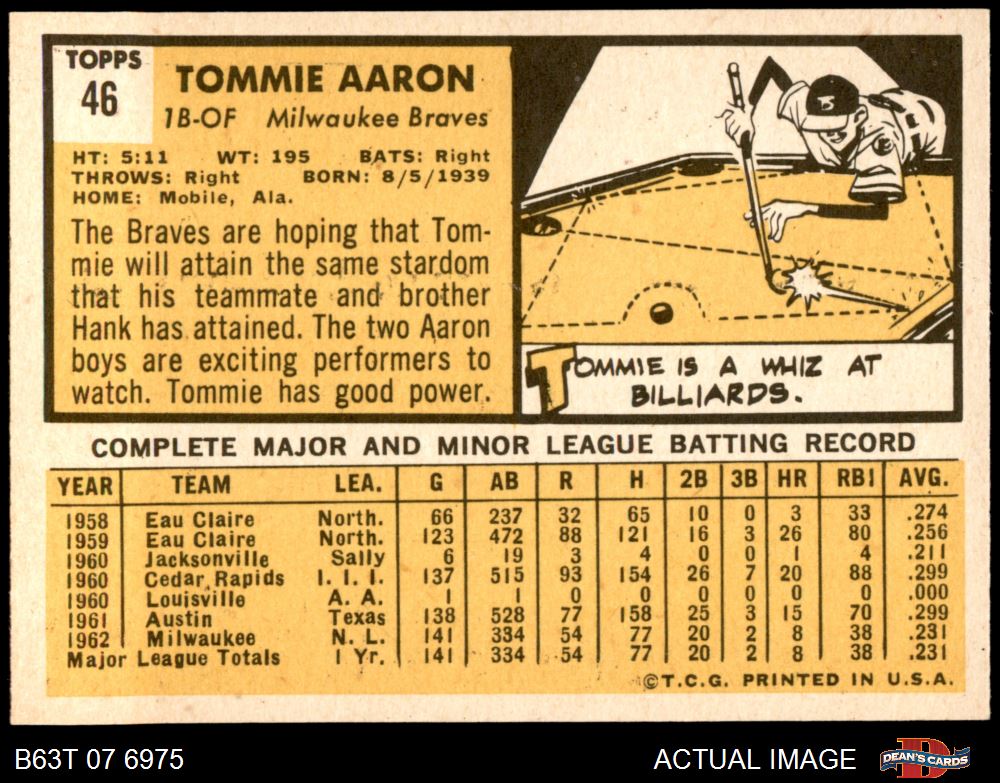 TOPPS
46
TOMMIE AARON
1B-OF Milwaukee Braves
HT: 5:11 WT: 195 BATS: Right
THROWS: Right BORN: 8/5/1939
HOME: Mobile, Ala.
The Braves are hoping that Tom-
mie will attain the same stardom
that his teammate and brother
Hank has attained. The two Aaron
boys are exciting performers to
watch. Tommie has good power.
TOMMIE IS A WHIZ AT
BILLIARDS.
COMPLETE MAJOR AND MINOR LEAGUE BATTING RECORD
YEAR TEAM LEA. G AB R H 2B 3B HR RBI AVG.
1958 Eau Claire North. 66 237 32 65 10 0 3 33 .274
1959 Eau Claire North. 123 472 88 121 16 3 26 80 .256
1960 Jacksonville Sally 6 19 3 4 0 0 1 4 .211
1960 Cedar Rapids I. I. I. 137 515 93 154 26 7 20 88 .299
1960 Louisville A. A. 1 1 0 0 0 0 0 0 .000
1961 Austin Texas 138 528 77 158 25 3 15 70 .299
1962 Milwaukee N. L. 141 334 54 77 20 2 8 38 .231
Major League Totals 1 Yr. 141 334 54 77 20 2 8 38 .231
©T.C.G. PRINTED IN U.S.A.
B63T 07 6975 ACTUAL IMAGE DEAN'S CARDS